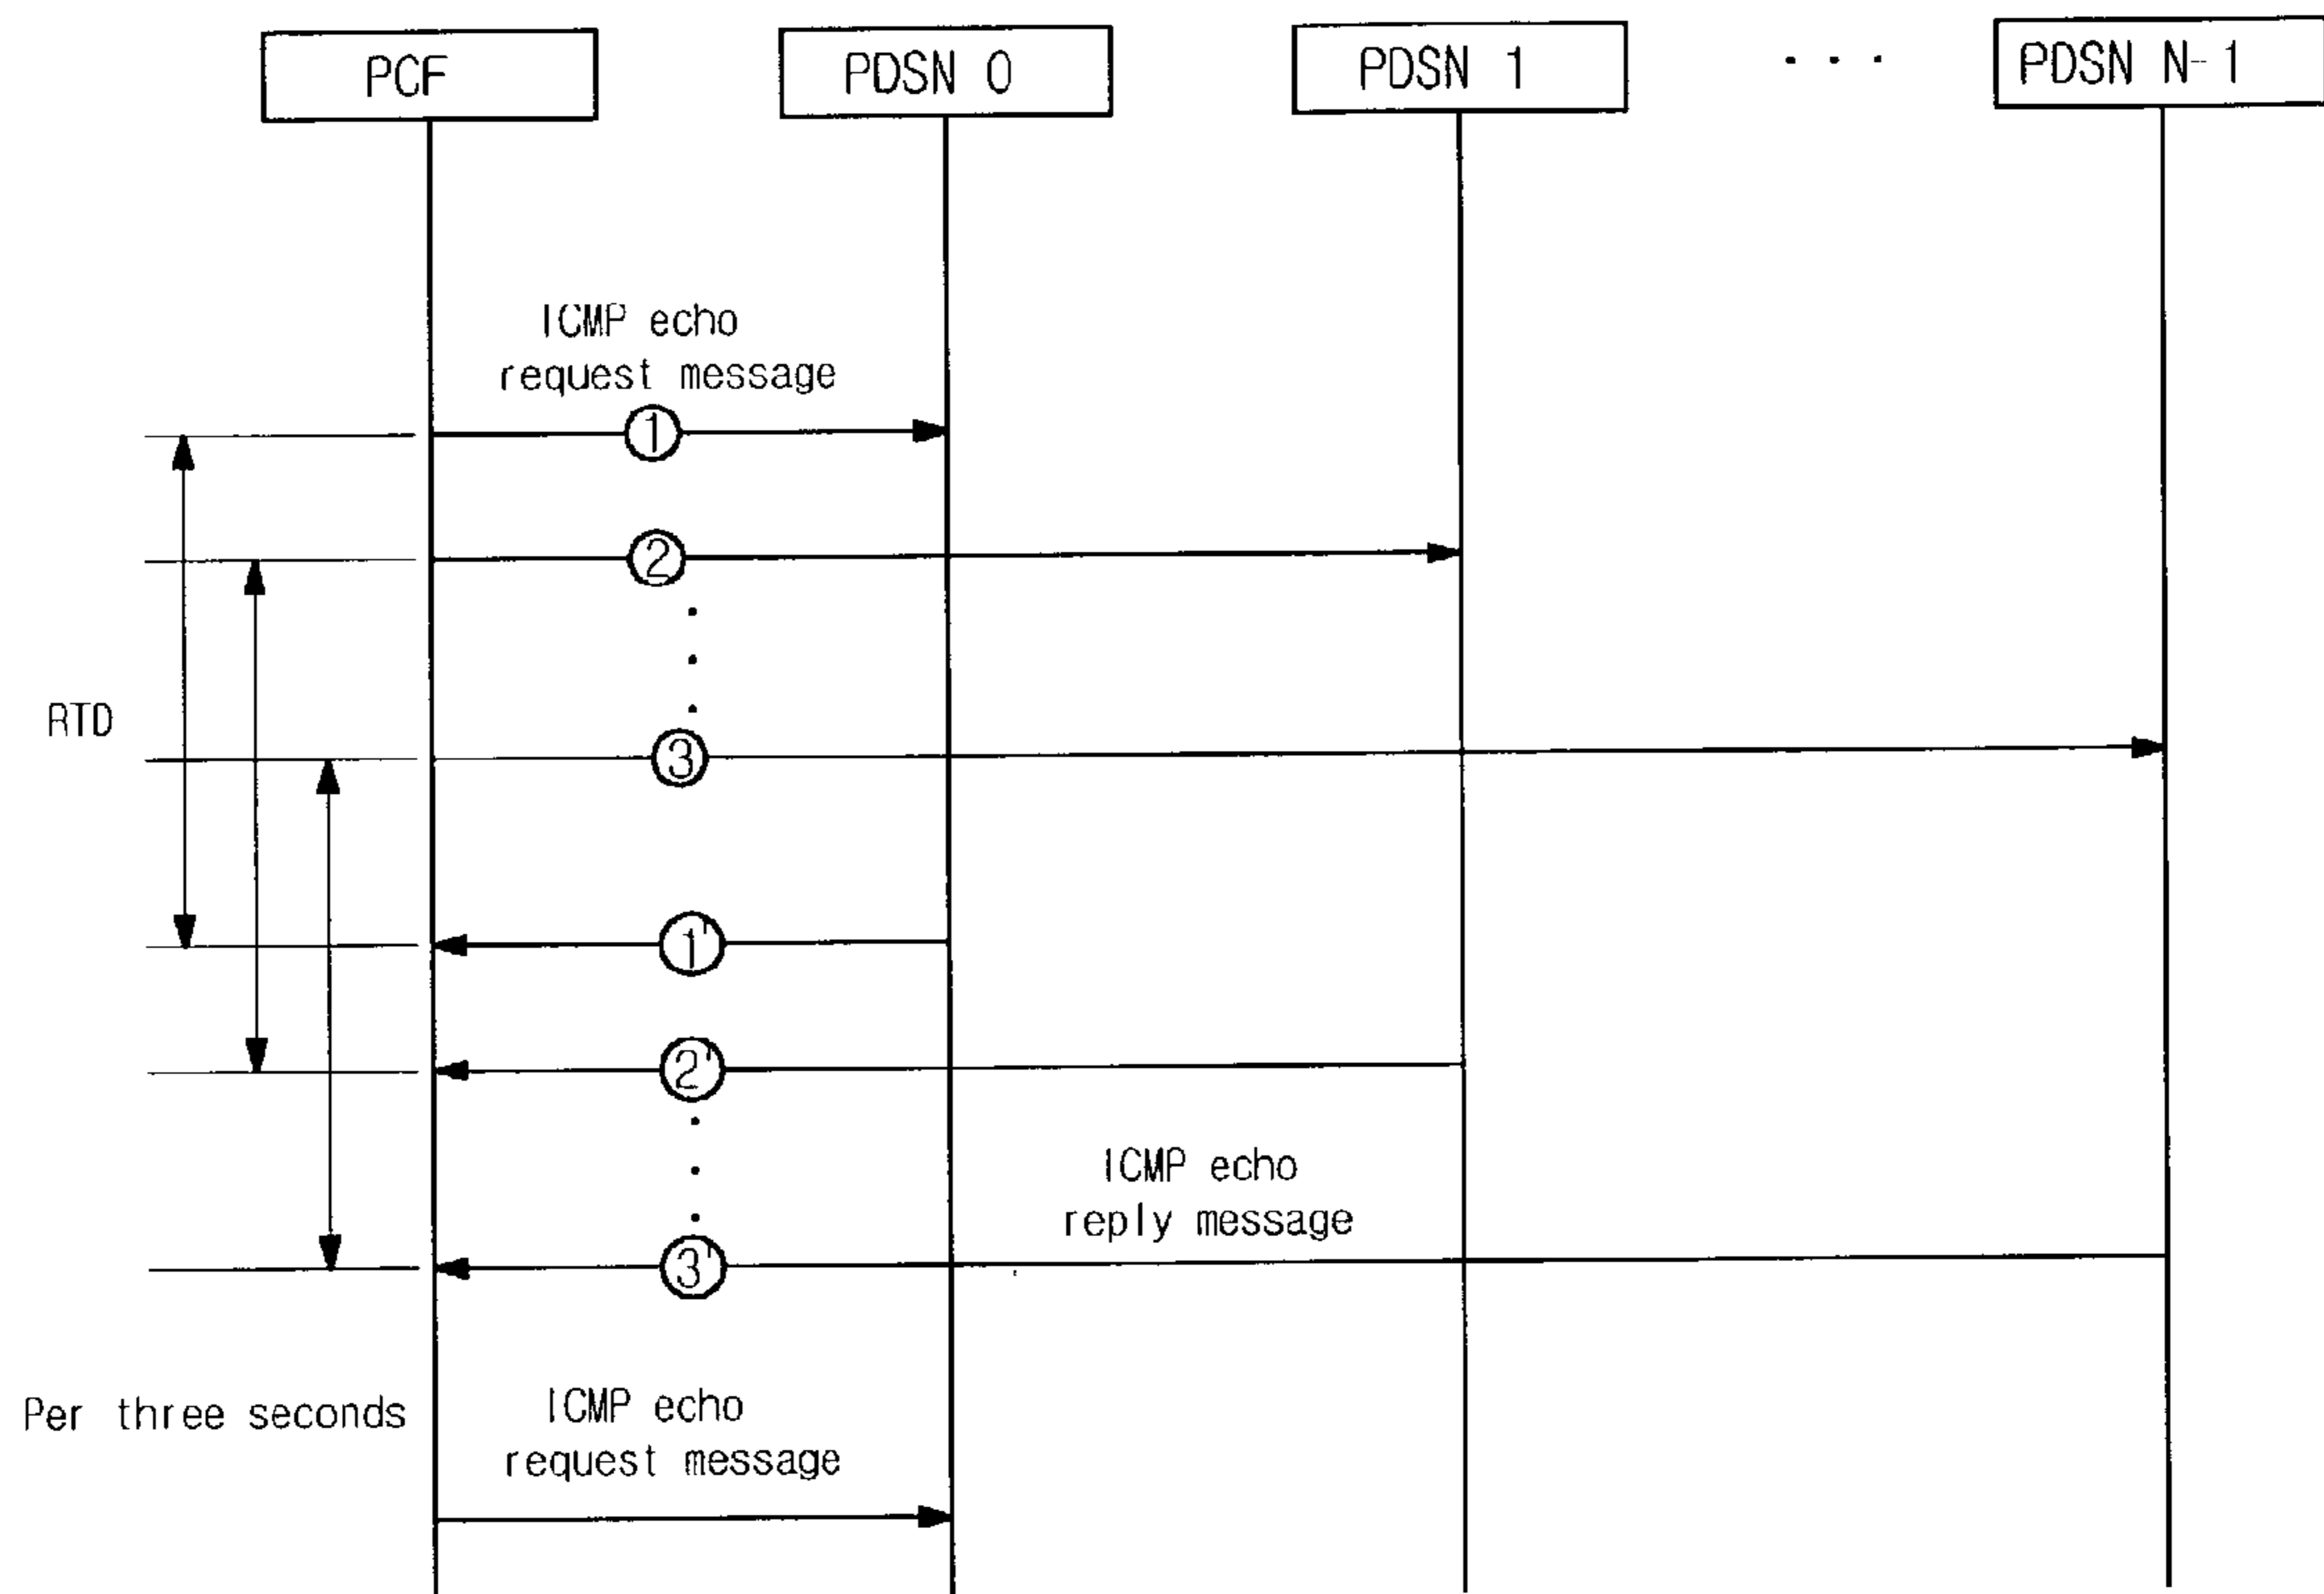 PCF
PDSN 0
PDSN 1
· · ·
PDSN N-1
ICMP echo
request message
1
2
RTD
3
1'
2'
ICMP echo
reply message
3'
Per three seconds
ICMP echo
request message